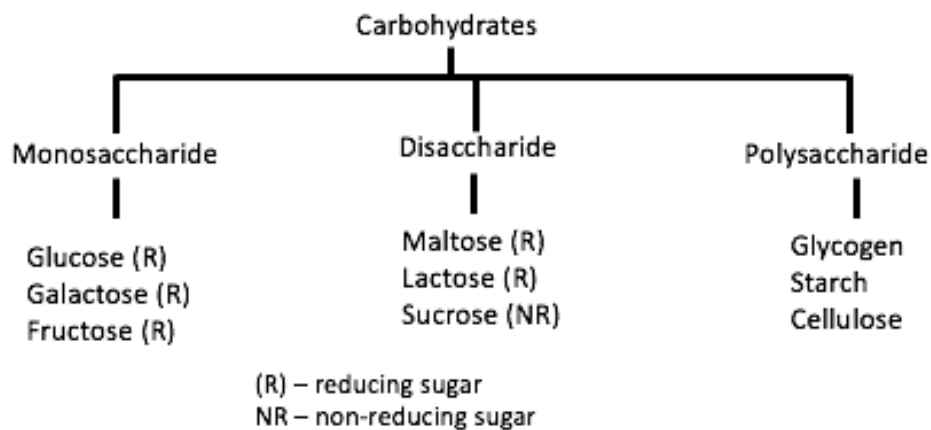 Carbohydrates
Monosaccharide
Disaccharide
Polysaccharide
Glucose (R)
Galactose (R)
Fructose (R)
Maltose (R)
Lactose (R)
Sucrose (NR)
Glycogen
Starch
Cellulose
(R) – reducing sugar
NR – non-reducing sugar